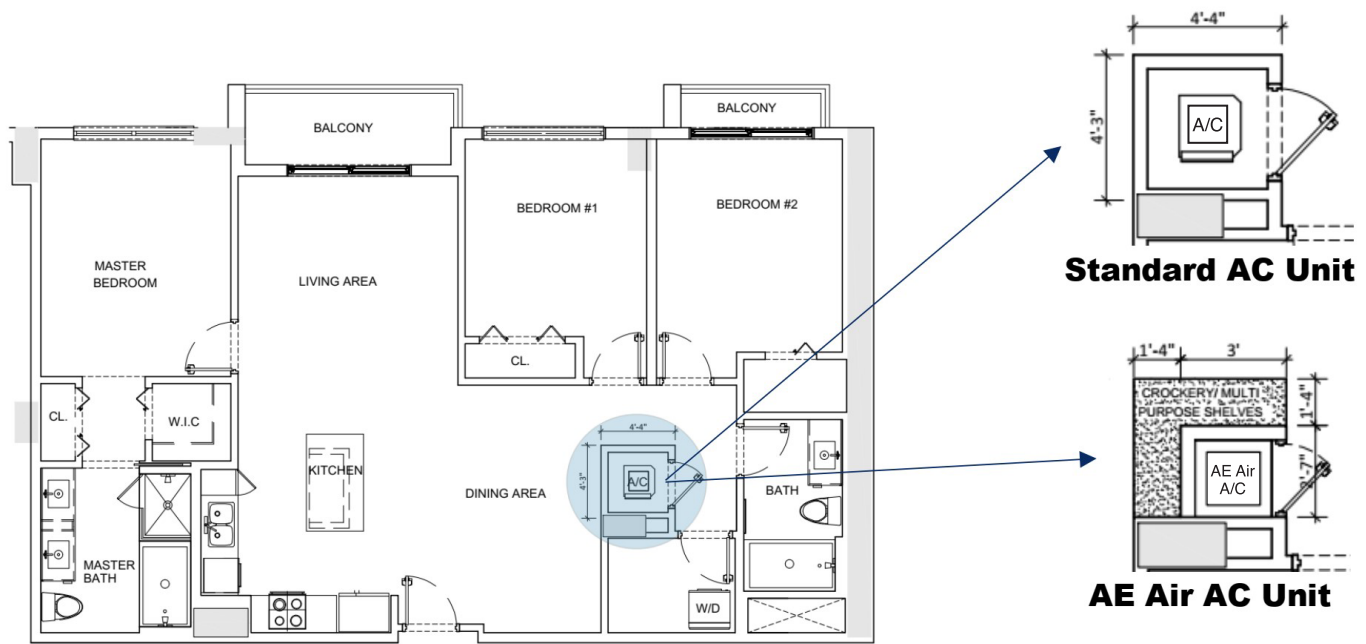 4'-4"
4'-3"
A/C
Standard AC Unit
BALCONY
BALCONY
BEDROOM #1
BEDROOM #2
MASTER
BEDROOM
LIVING AREA
CL.
CL.
W.I.C
KITCHEN
DINING AREA
4'-4"
4'-3"
A/C
BATH
MASTER
BATH
W/D
1'-4"
3'
CROCKERY/ MULTI
PURPOSE SHELVES
1'-4"
AE Air
A/C
AE Air AC Unit